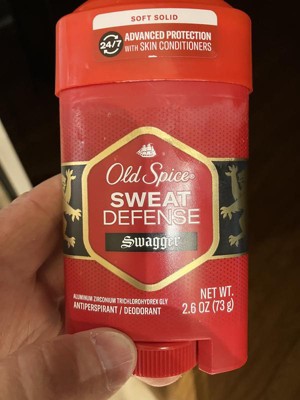 SOFT SOLID
24/7
ADVANCED PROTECTION
WITH SKIN CONDITIONERS
Old Spice
SWEAT
DEFENSE
Swagger
ALUMINUM ZIRCONIUM TRICHLOROHYDREX GLY
ANTIPERSPIRANT / DEODORANT
NET WT.
2.6 OZ (73 g)